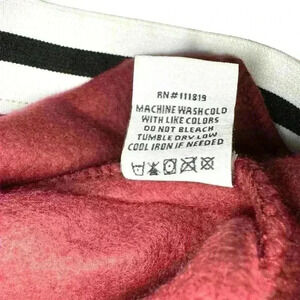 RN#111819
MACHINE WASH COLD
WITH LIKE COLORS
DO NOT BLEACH
TUMBLE DRY LOW
COOL IRON IF NEEDED